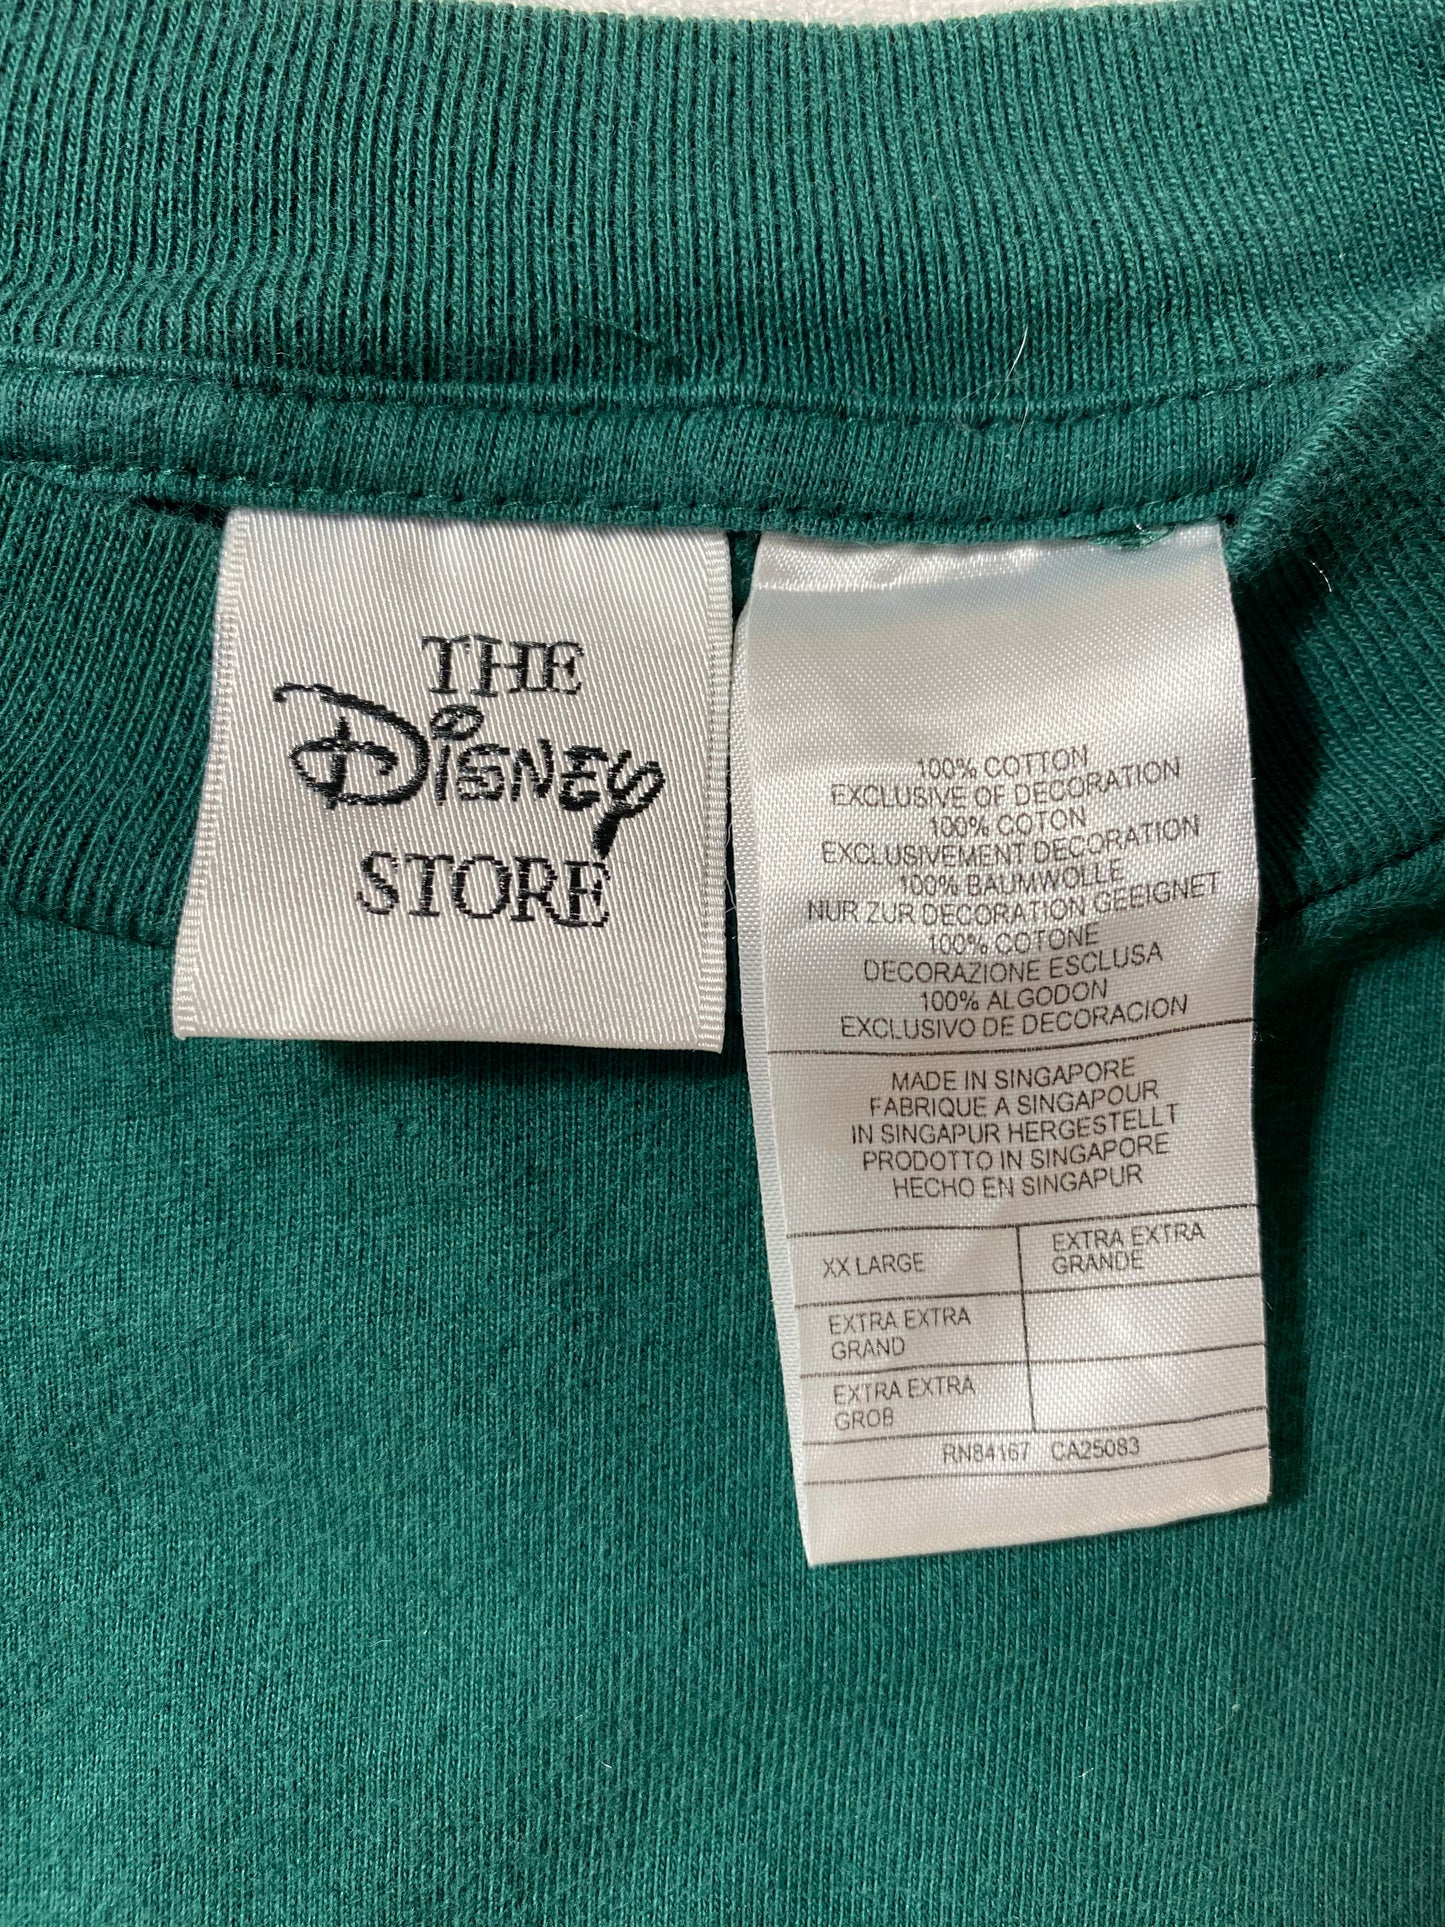 THE
Disney
STORE
100% COTTON
EXCLUSIVE OF DECORATION
100% COTON
EXCLUSIVEMENT DECORATION
100% BAUMWOLLE
NUR ZUR DECORATION GEEIGNET
100% COTONE
DECORAZIONE ESCLUSA
100% ALGODON
EXCLUSIVO DE DECORACION
MADE IN SINGAPORE
FABRIQUE A SINGAPOUR
IN SINGAPUR HERGESTELLT
PRODOTTO IN SINGAPORE
HECHO EN SINGAPUR
XX LARGE
EXTRA EXTRA
GRANDE
EXTRA EXTRA
GRAND
EXTRA EXTRA
GROB
RN84167 CA25083